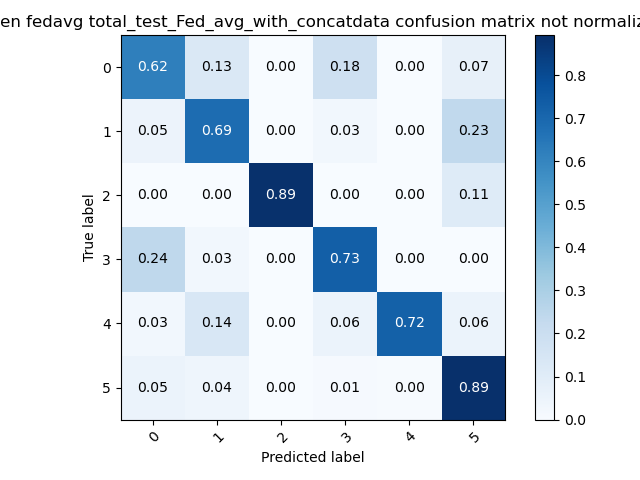 en fedavg total_test_Fed_avg_with_concatdata confusion matrix not normaliz
0 0.62 0.13 0.00 0.18 0.00 0.07
1 0.05 0.69 0.00 0.03 0.00 0.23
2 0.00 0.00 0.89 0.00 0.00 0.11
3 0.24 0.03 0.00 0.73 0.00 0.00
4 0.03 0.14 0.00 0.06 0.72 0.06
5 0.05 0.04 0.00 0.01 0.00 0.89
0 1 2 3 4 5
True label
Predicted label
0.8
0.7
0.6
0.5
0.4
0.3
0.2
0.1
0.0